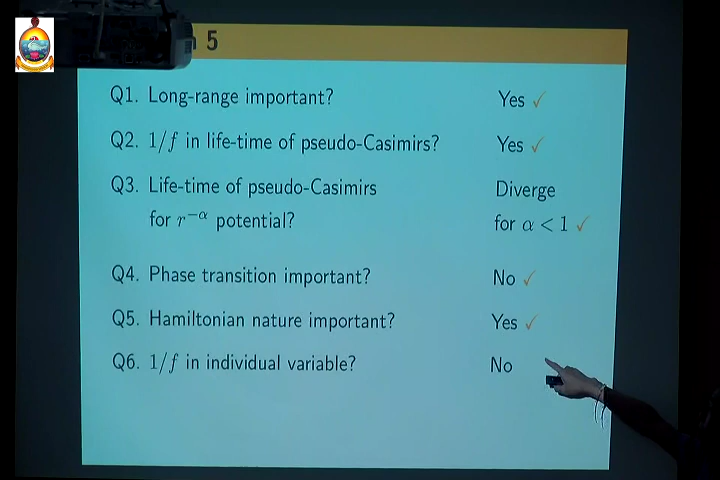 5
Q1. Long-range important? Yes ✓
Q2. 1/f in life-time of pseudo-Casimirs? Yes ✓
Q3. Life-time of pseudo-Casimirs Diverge
for r^{-α} potential? for α < 1 ✓
Q4. Phase transition important? No ✓
Q5. Hamiltonian nature important? Yes ✓
Q6. 1/f in individual variable? No